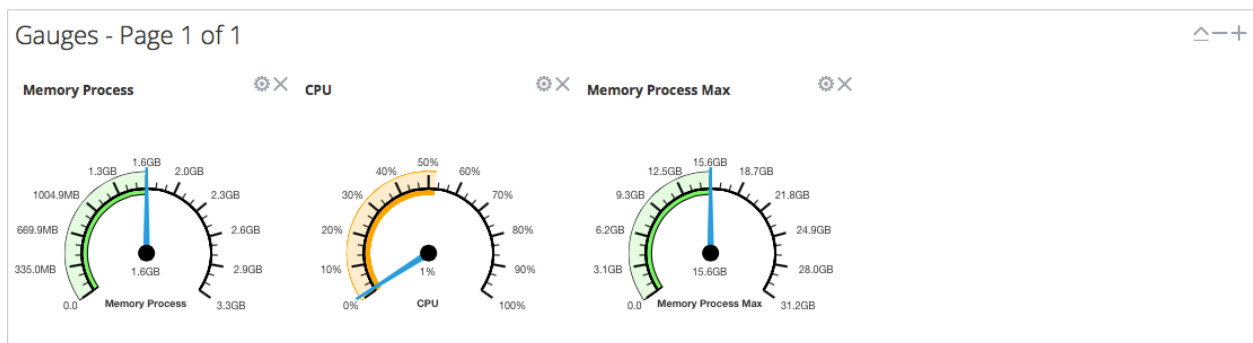 Gauges - Page 1 of 1
Memory Process
CPU
Memory Process Max
0.0
335.0MB
669.9MB
1004.9MB
1.3GB
1.6GB
2.0GB
2.3GB
2.6GB
2.9GB
3.3GB
1.6GB
Memory Process
0%
10%
20%
30%
40%
50%
60%
70%
80%
90%
100%
1%
CPU
0.0
3.1GB
6.2GB
9.3GB
12.5GB
15.6GB
18.7GB
21.8GB
24.9GB
28.0GB
31.2GB
15.6GB
Memory Process Max